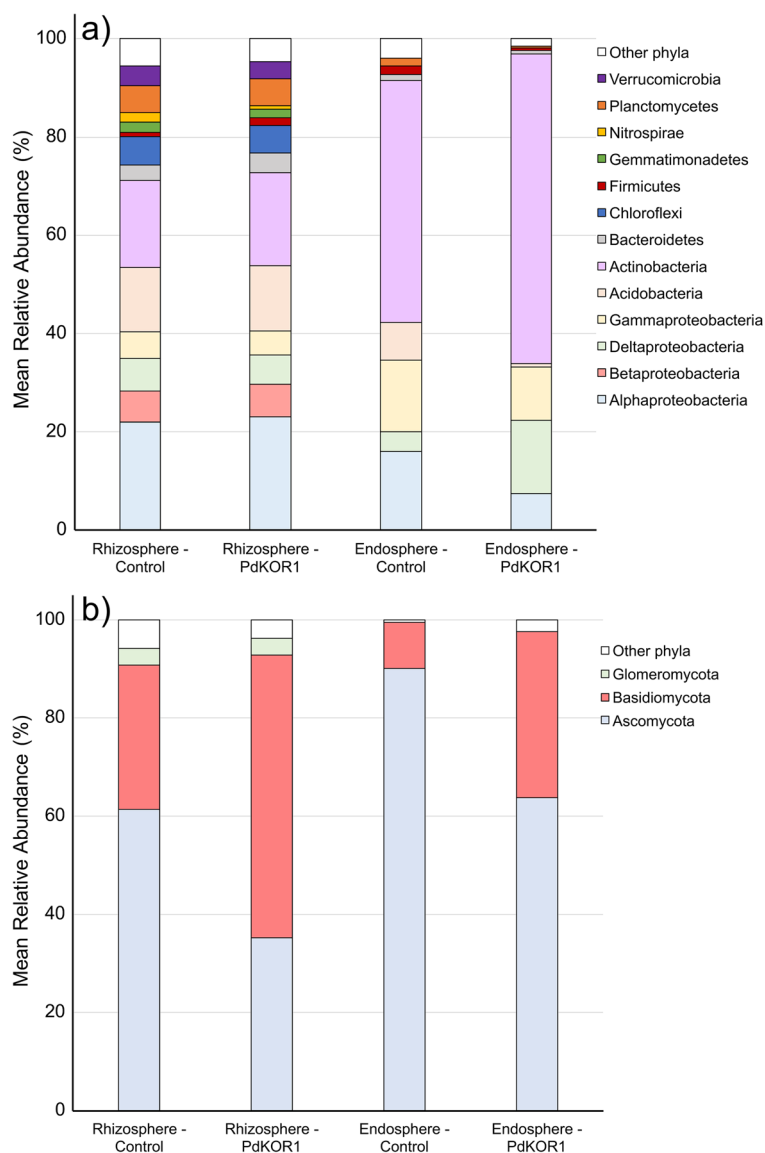 a)
100
80
60
40
20
0
Mean Relative Abundance (%)
Rhizosphere -
Control
Rhizosphere -
PdKOR1
Endosphere -
Control
Endosphere -
PdKOR1
Other phyla
Verrucomicrobia
Planctomycetes
Nitrospirae
Gemmatimonadetes
Firmicutes
Chloroflexi
Bacteroidetes
Actinobacteria
Acidobacteria
Gammaproteobacteria
Deltaproteobacteria
Betaproteobacteria
Alphaproteobacteria
b)
100
80
60
40
20
0
Mean Relative Abundance (%)
Rhizosphere -
Control
Rhizosphere -
PdKOR1
Endosphere -
Control
Endosphere -
PdKOR1
Other phyla
Glomeromycota
Basidiomycota
Ascomycota